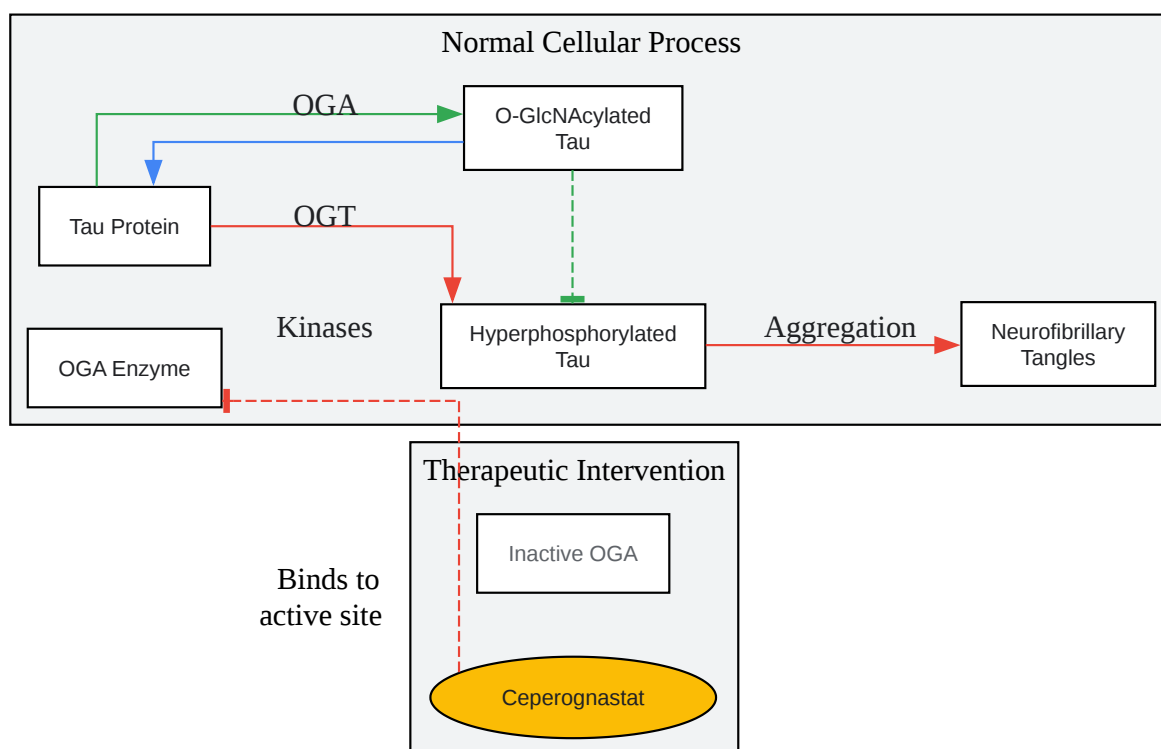 Normal Cellular Process
OGA
O-GlcNAcylated
Tau
Tau Protein
OGT
Kinases
Hyperphosphorylated
Tau
Aggregation
Neurofibrillary
Tangles
OGA Enzyme
Therapeutic Intervention
Inactive OGA
Binds to
active site
Ceperognastat